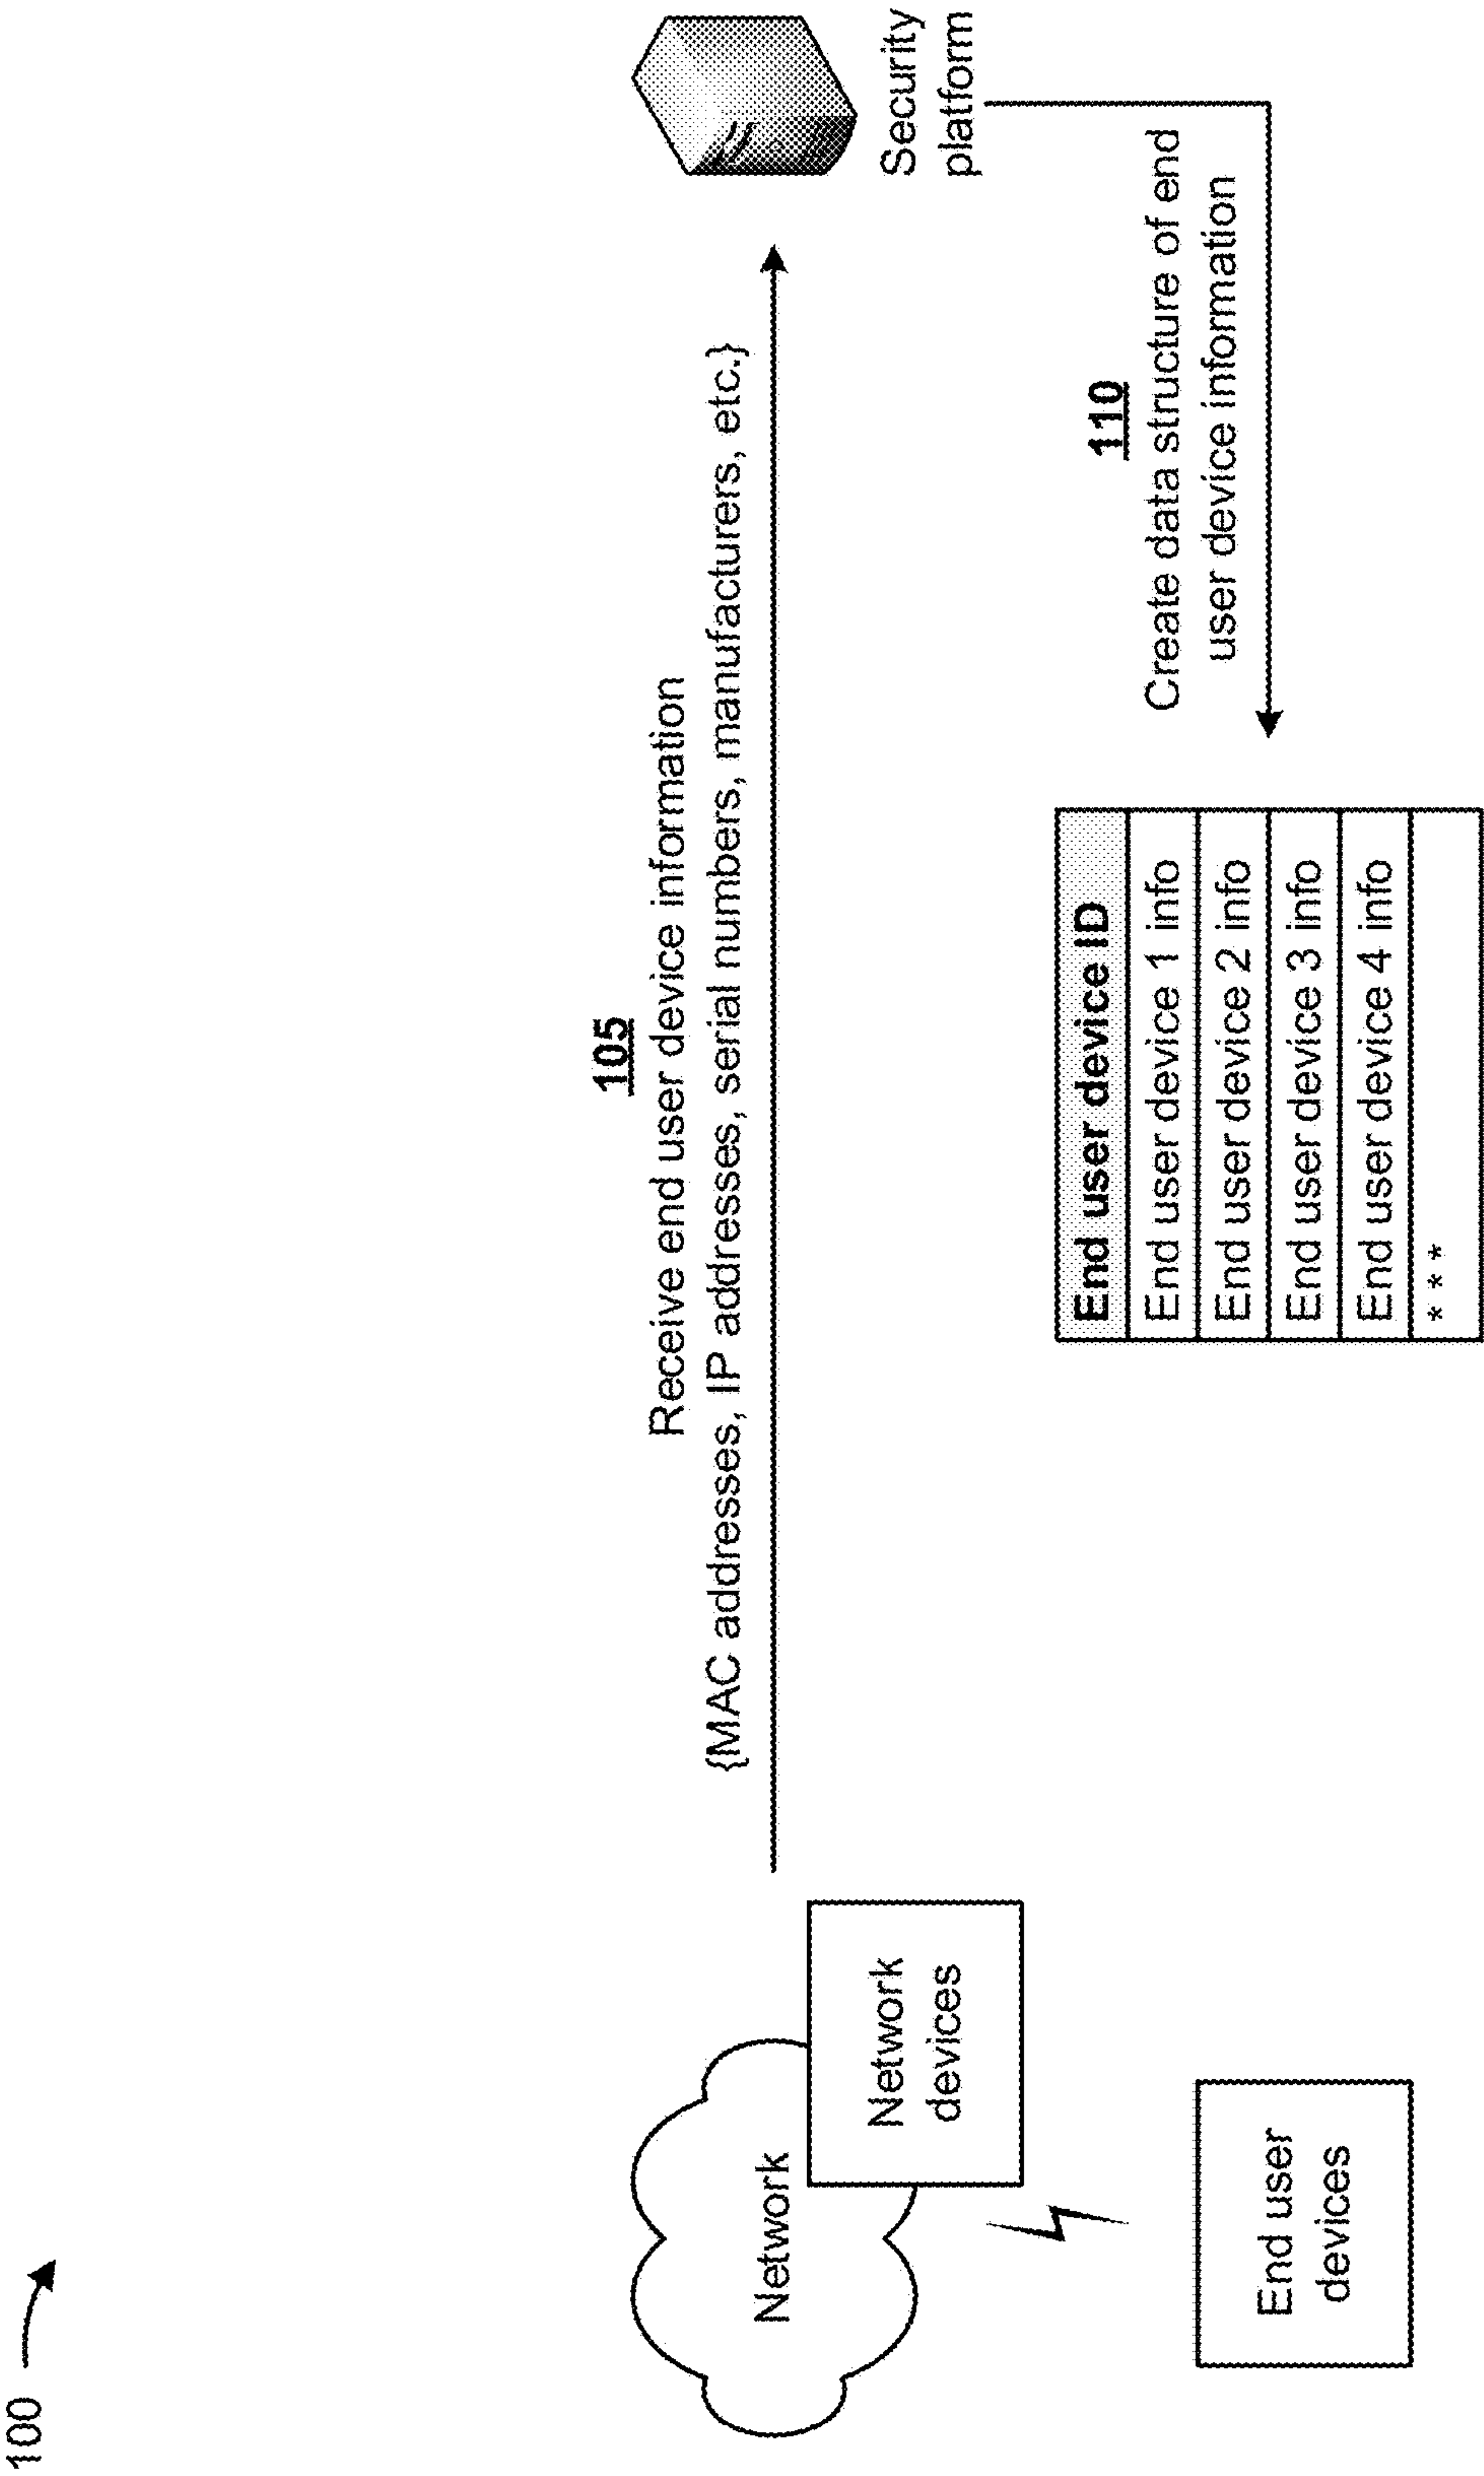 100
105
Receive end user device information
{MAC addresses, IP addresses, serial numbers, manufacturers, etc.}
Network
Network
devices
Security
platform
110
Create data structure of end
user device information
End user
devices
End user device ID
End user device 1 info
End user device 2 info
End user device 3 info
End user device 4 info
* * *